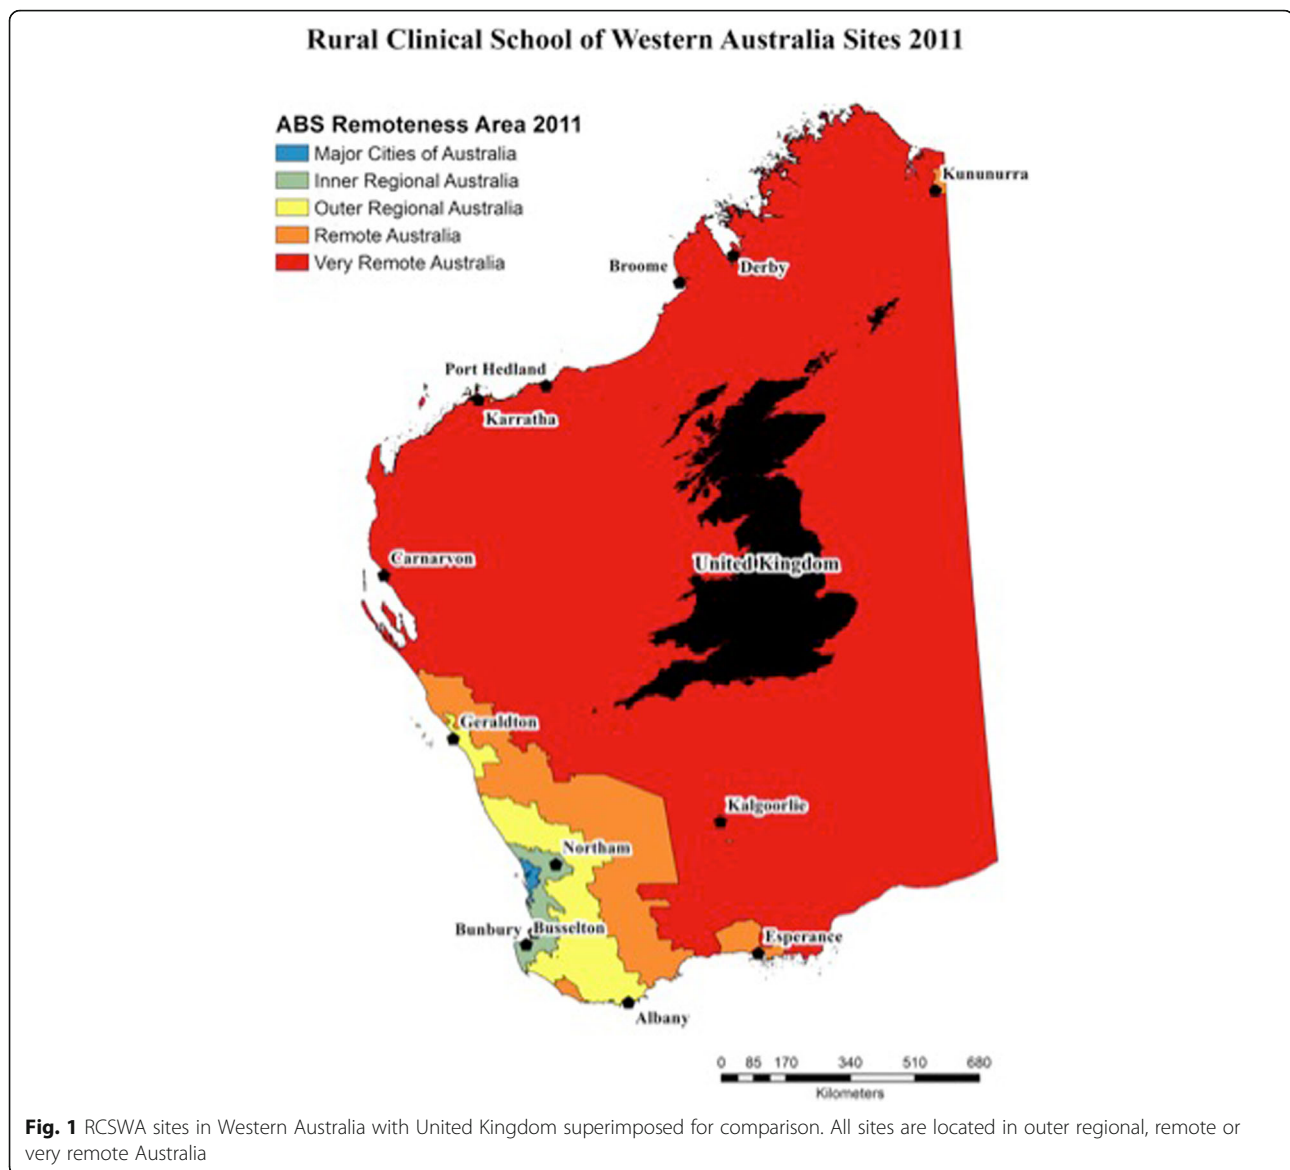 Rural Clinical School of Western Australia Sites 2011
ABS Remoteness Area 2011
Major Cities of Australia
Inner Regional Australia
Outer Regional Australia
Remote Australia
Very Remote Australia
Kununurra
Broome
Derby
Port Hedland
Karratha
Carnarvon
United Kingdom
Geraldton
Kalgoorlie
Northam
Bunbury
Busselton
Esperance
Albany
0 85 170 340 510 680
Kilometers
Fig. 1 RCSWA sites in Western Australia with United Kingdom superimposed for comparison. All sites are located in outer regional, remote or
very remote Australia